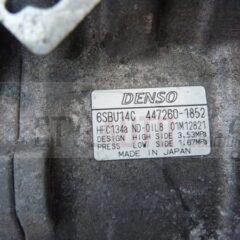 DENSO
6SBU14C 447260-1852
HFC134a ND-OIL8 01M12821
DESIGN HIGH SIDE 3.53MPa
PRESS LOW SIDE 1.67MPa
MADE IN JAPAN